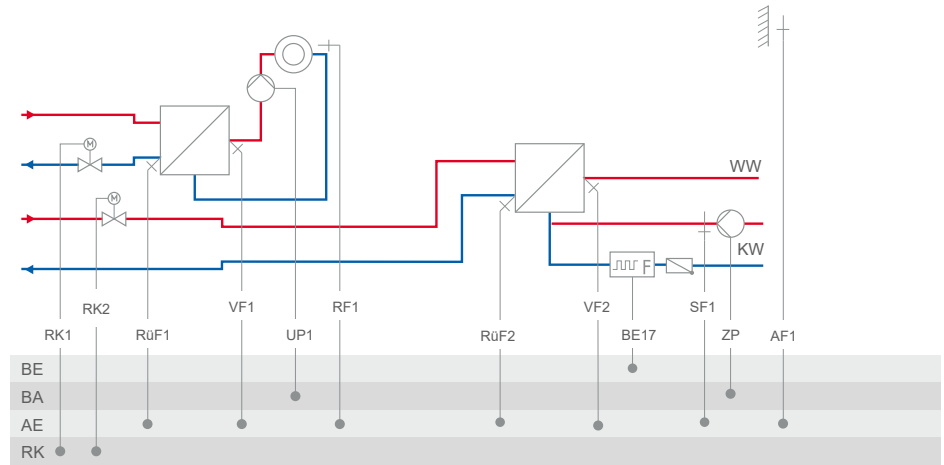 M
M
WW
F
KW
RK1
RK2
RüF1
VF1
UP1
RF1
RüF2
VF2
BE17
SF1
ZP
AF1
BE
BA
AE
RK